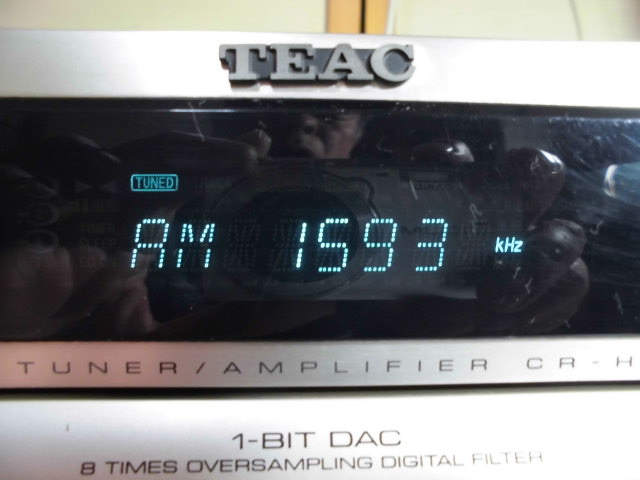 TEAC
TUNED
AM 1593 kHz
TUNER/AMPLIFIER CR-H
1-BIT DAC
8 TIMES OVERSAMPLING DIGITAL FILTER